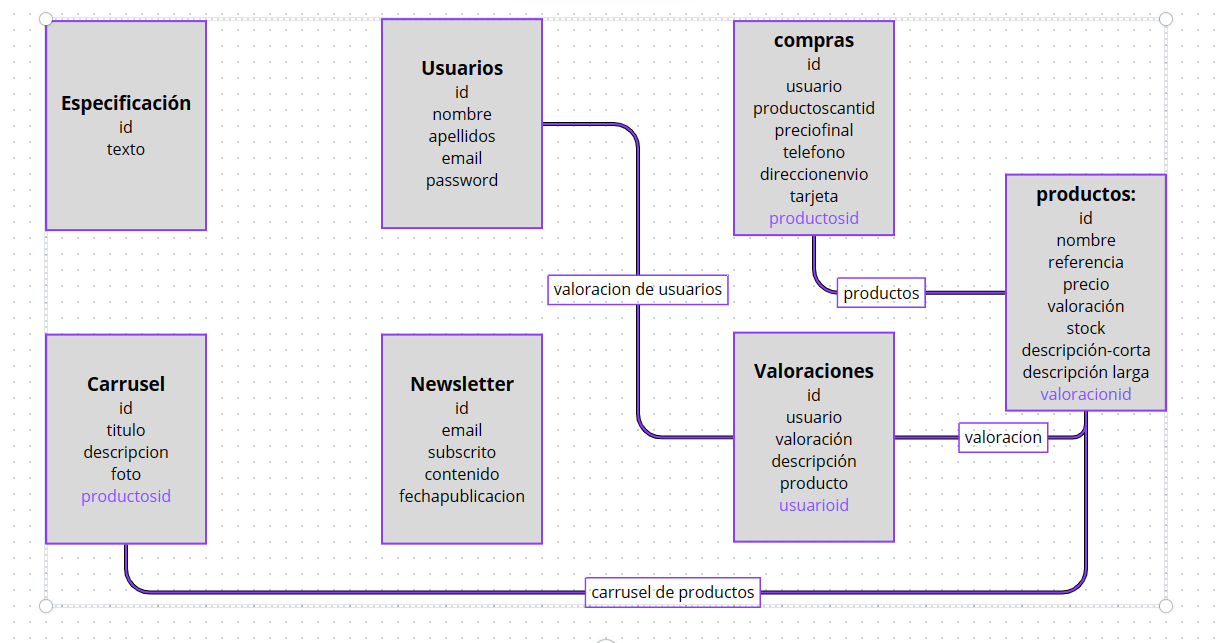 Especificación
id
texto
Usuarios
id
nombre
apellidos
email
password
compras
id
usuario
productoscantid
preciofinal
telefono
direccionenvio
tarjeta
productosid
productos:
id
nombre
referencia
precio
valoración
stock
descripción-corta
descripción larga
valoracionid
valoracion de usuarios
productos
Carrusel
id
titulo
descripcion
foto
productosid
Newsletter
id
email
subscrito
contenido
fechapublicacion
Valoraciones
id
usuario
valoración
descripción
producto
usuarioid
valoracion
carrusel de productos